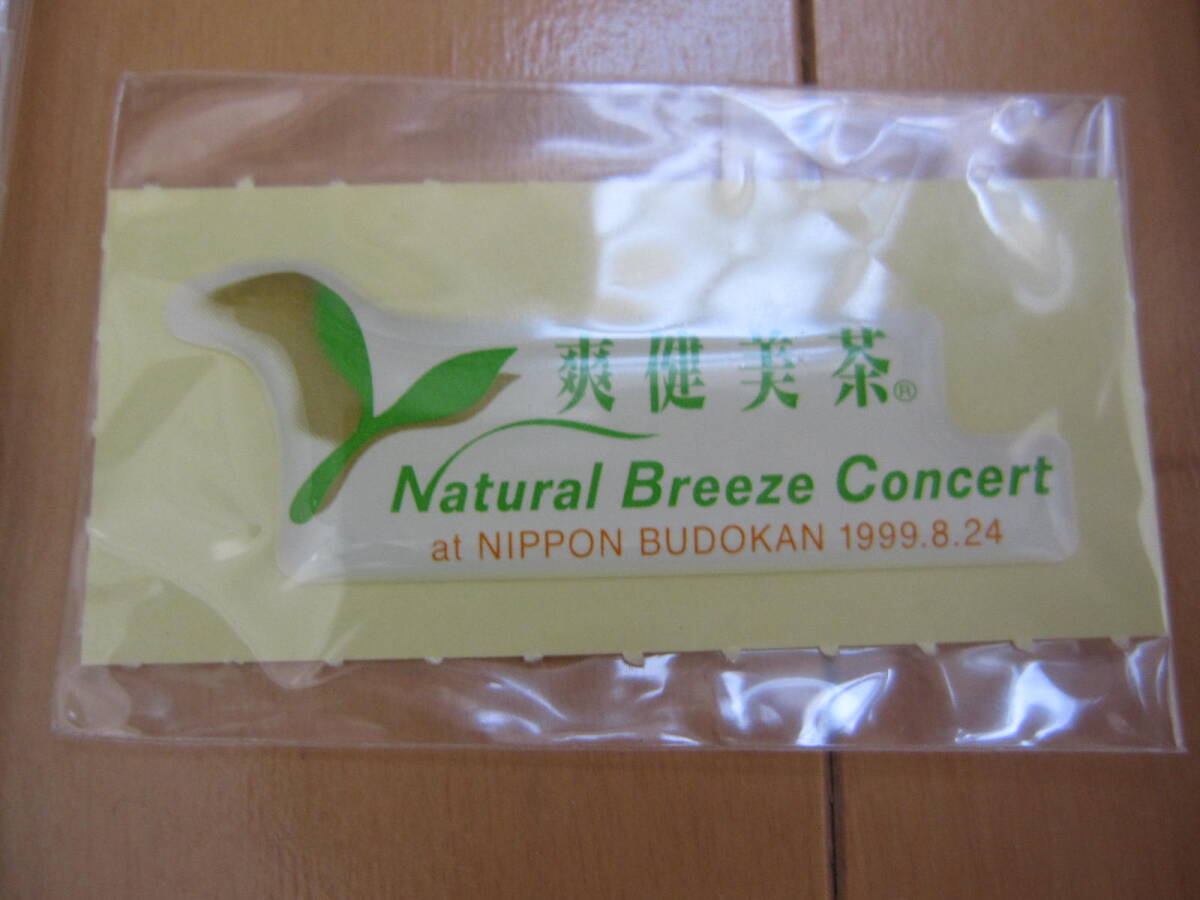 爽健美茶®
Natural Breeze Concert
at NIPPON BUDOKAN 1999.8.24